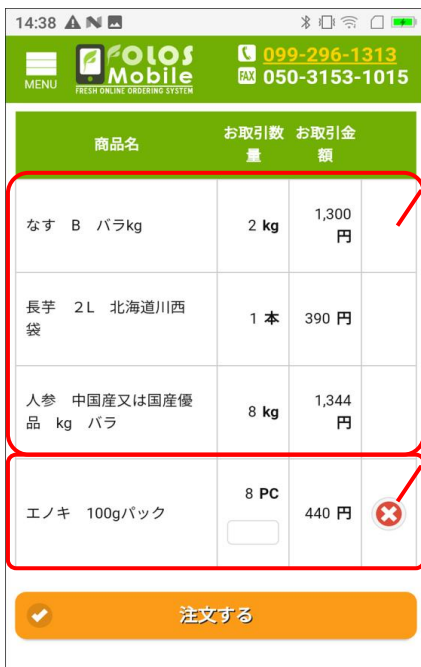 14:38
MENU
FOLOS
Mobile
FRESH ONLINE ORDERING SYSTEM
099-296-1313
FAX 050-3153-1015
商品名
お取引数
量
お取引金
額
なす B バラkg
2 kg
1,300
円
長芋 2L 北海道川西
袋
1 本
390 円
人参 中国産又は国産優
品 kg バラ
8 kg
1,344
円
エノキ 100gパック
8 PC
440 円
注文する